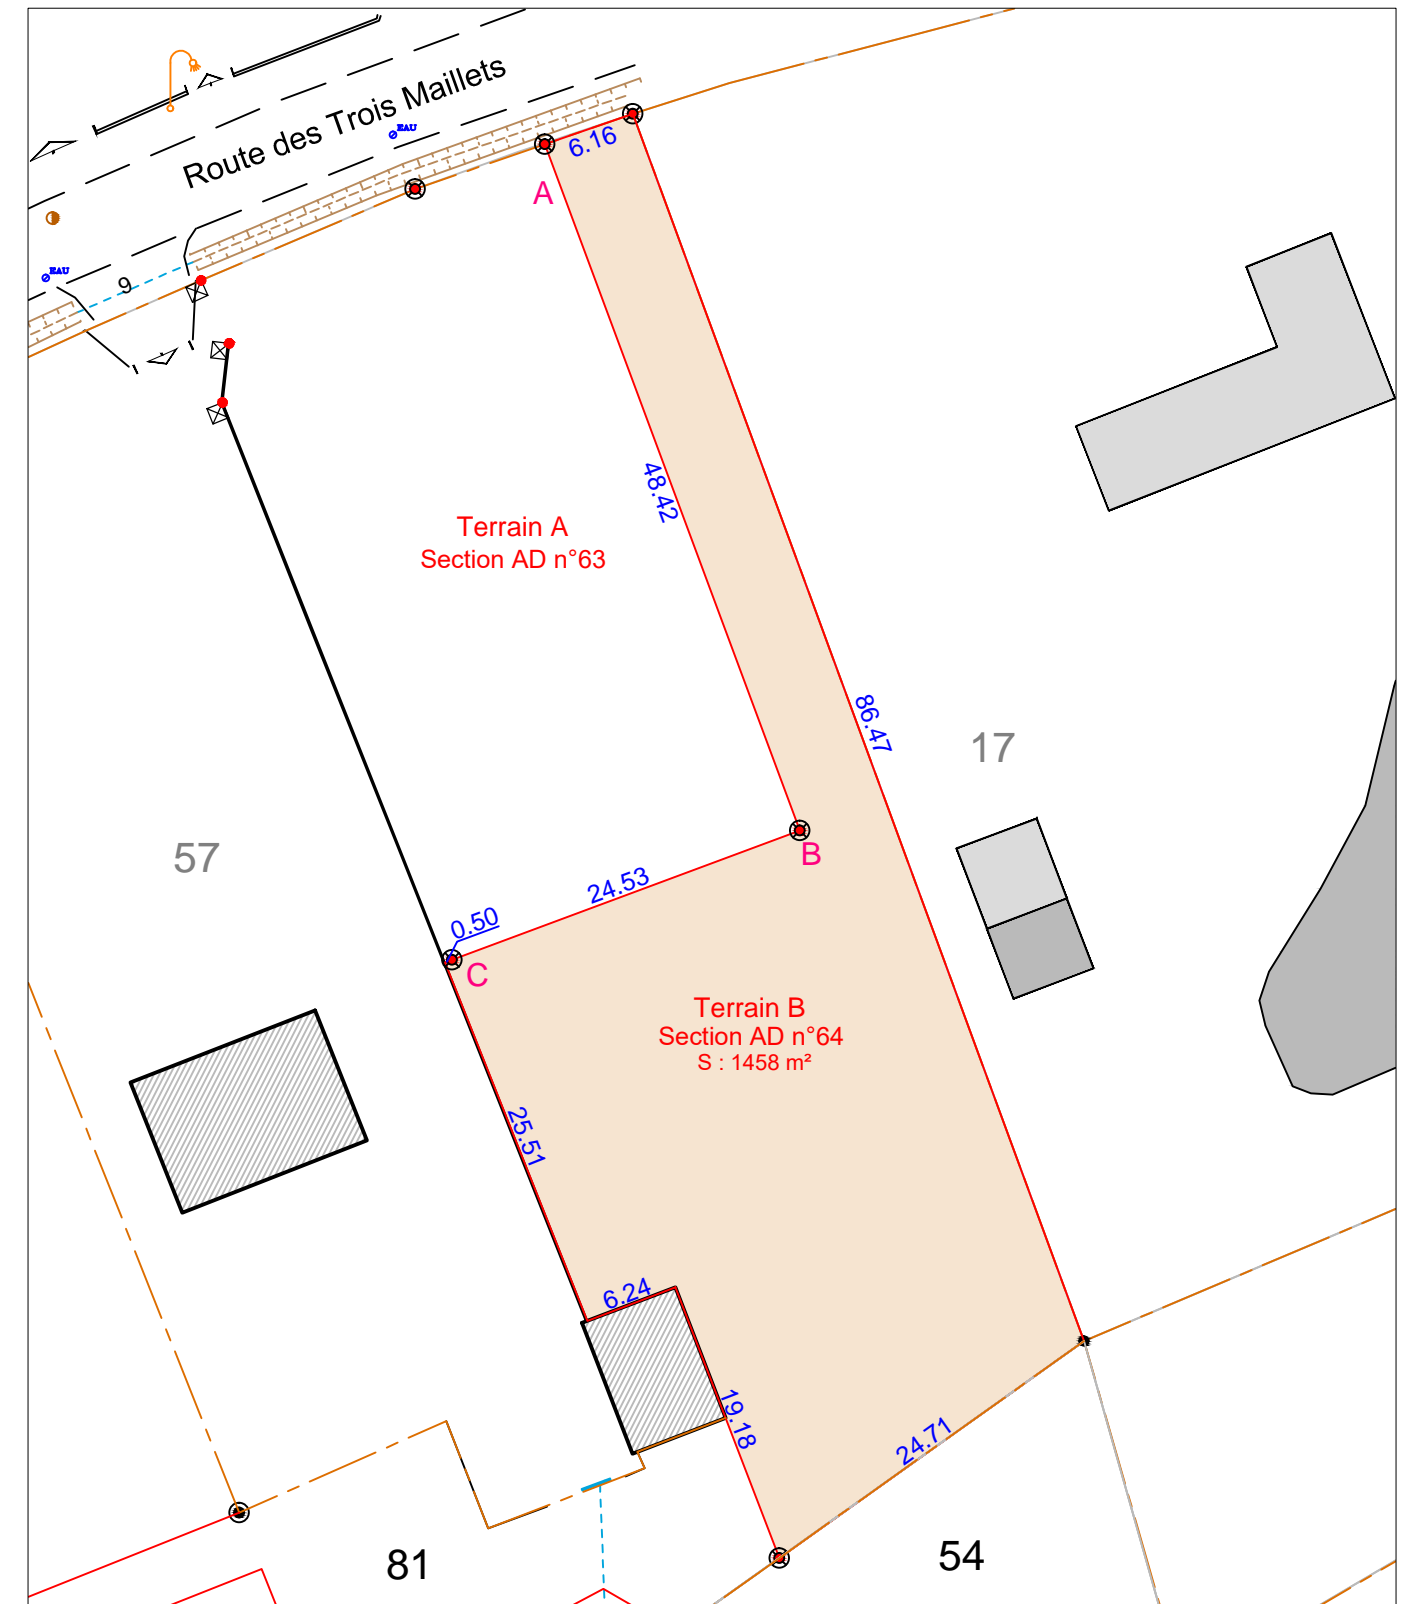 Route des Trois Maillets
EAU
6.16
A
EAU
9
48.42
Terrain A
Section AD n°63
86.47
17
57
B
24.53
0.50
C
Terrain B
Section AD n°64
S : 1458 m²
25.51
6.24
19.18
24.71
81
54